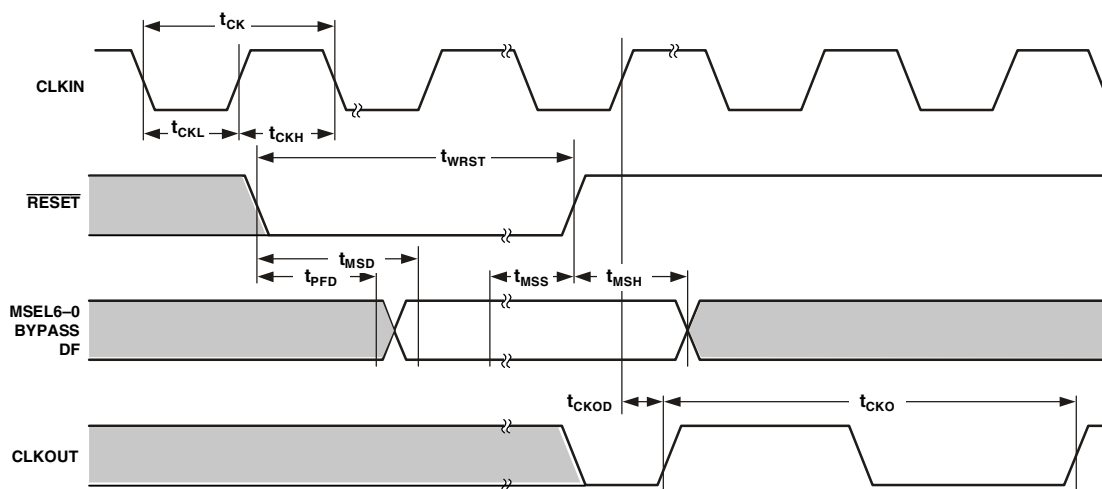 tCK
CLKIN
tCKL
tCKH
tWRST
RESET
tMSD
tPFD
tMSS
tMSH
MSEL6–0
BYPASS
DF
tCKOD
tCKO
CLKOUT